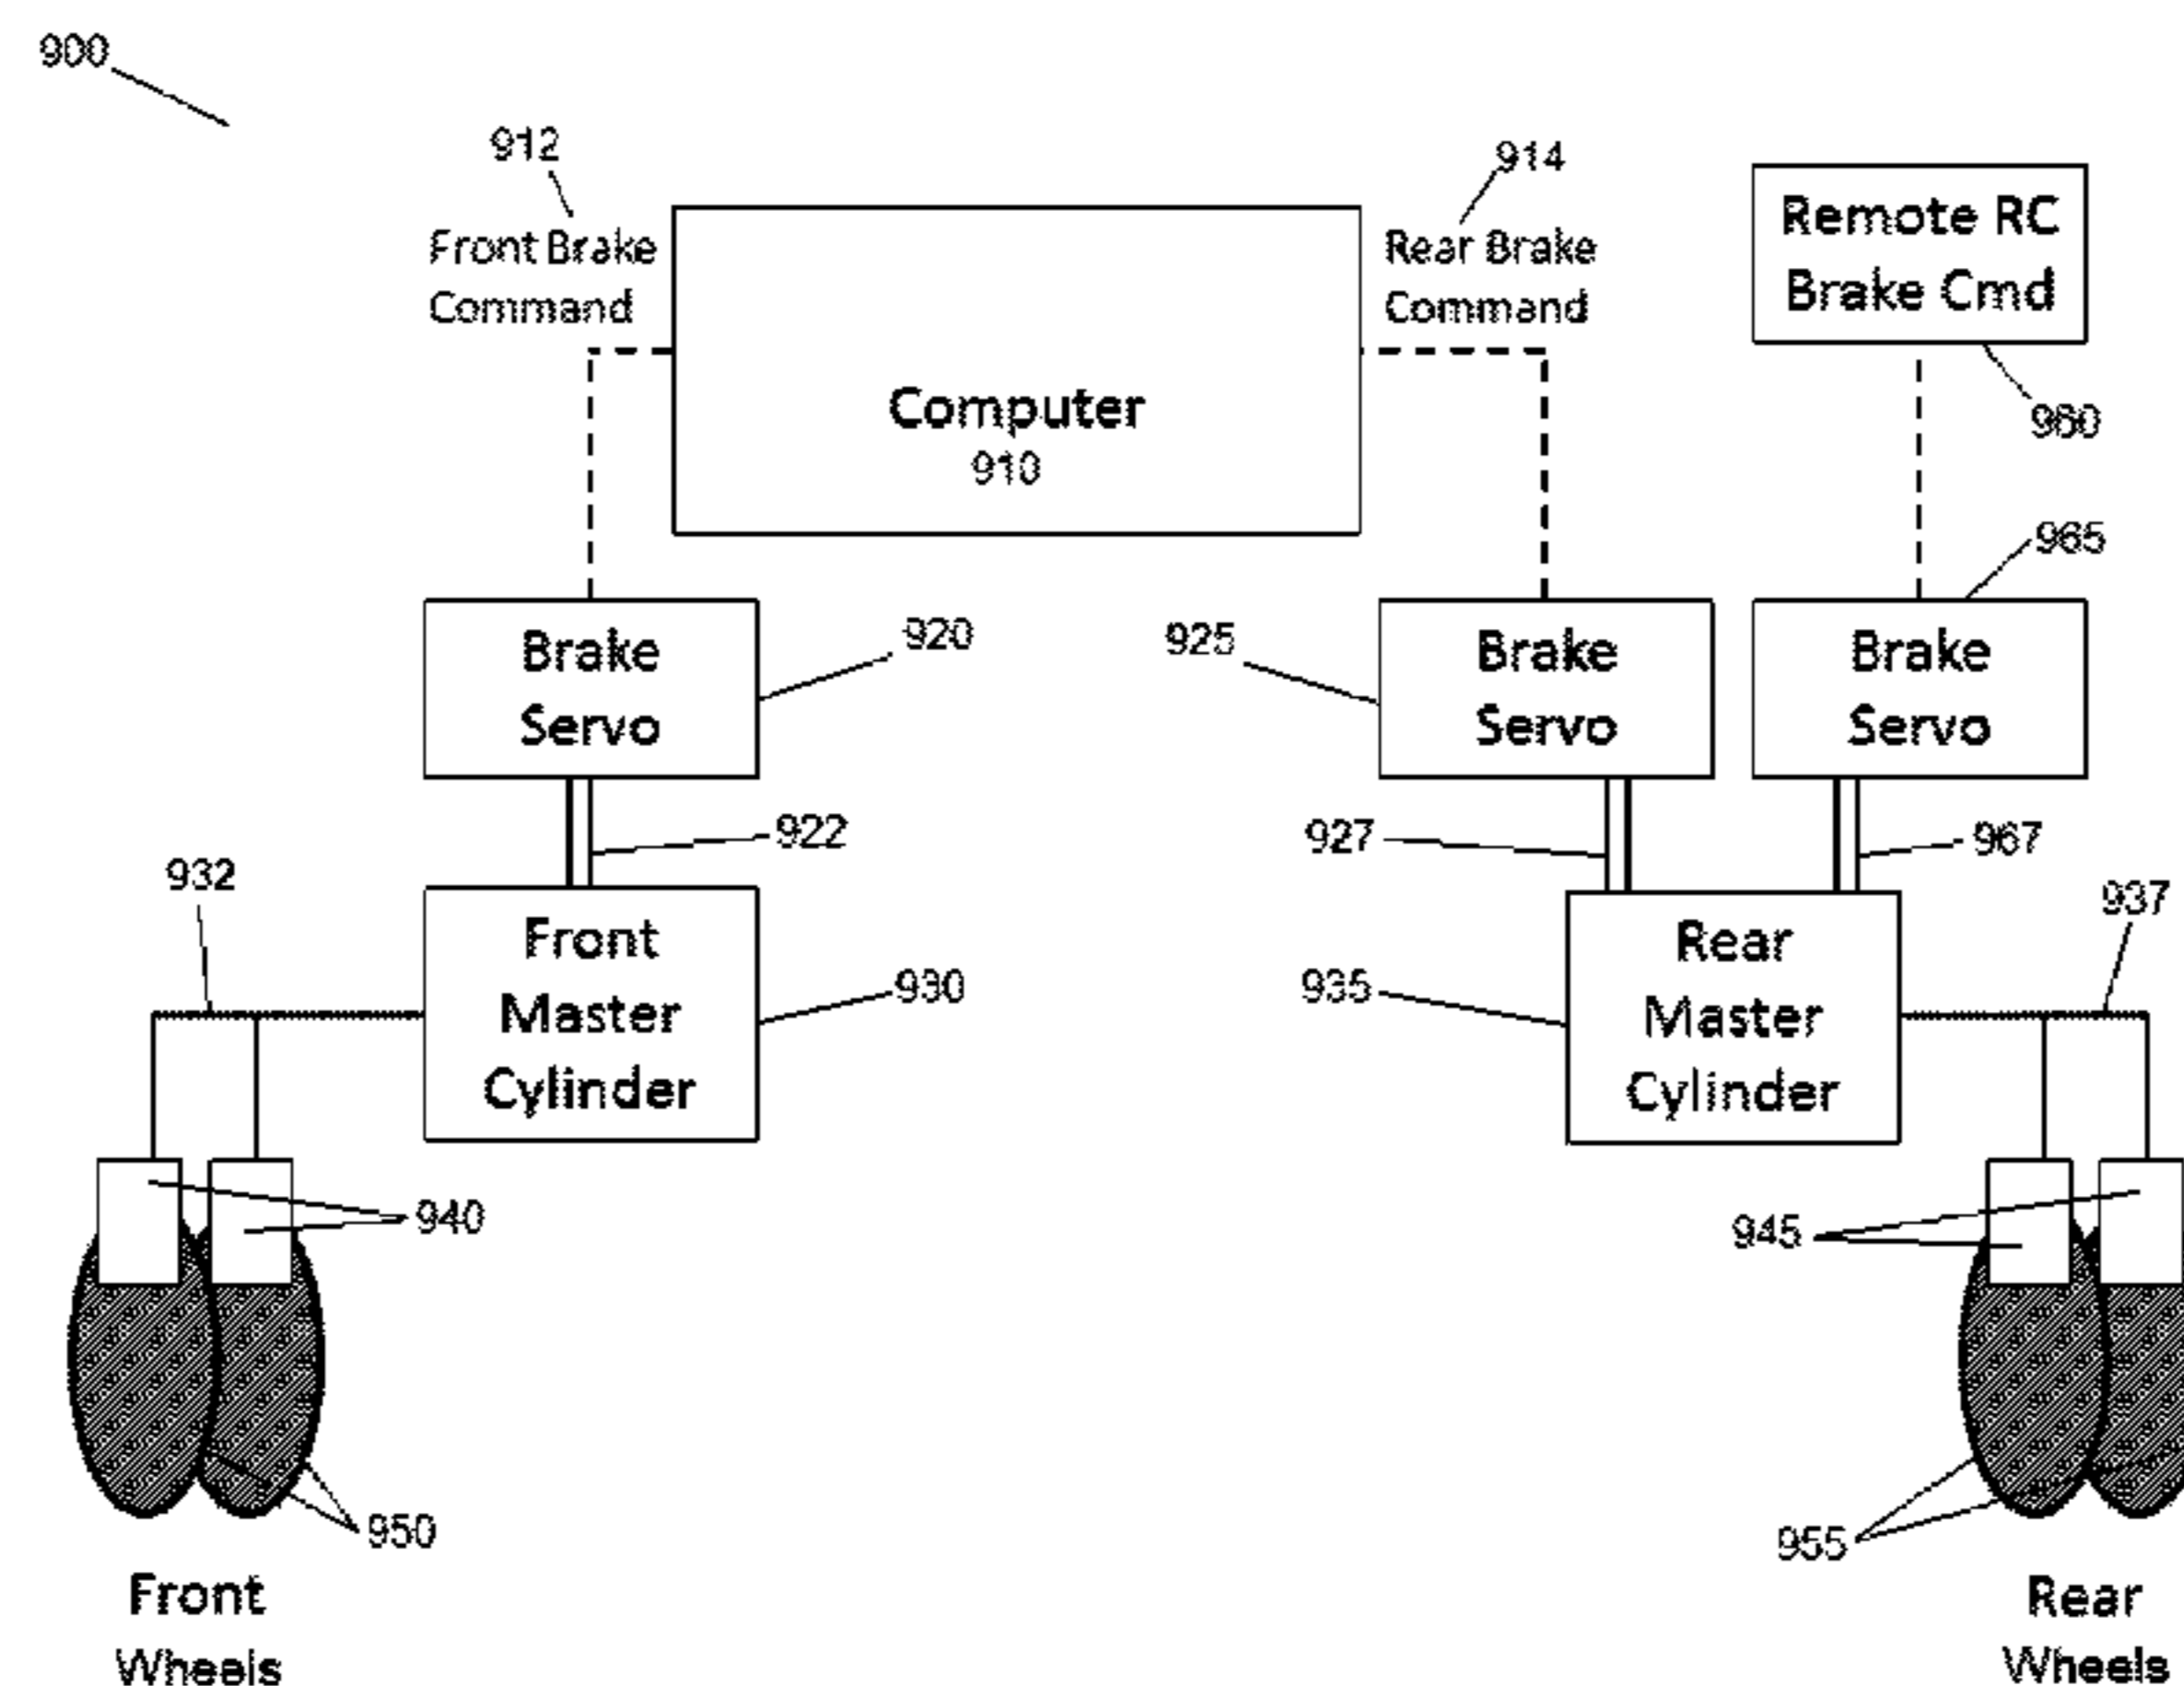 900
912
914
Front Brake
Command
Rear Brake
Command
Remote RC
Brake Cmd
960
Computer
910
965
Brake
Servo
920
925
Brake
Servo
Brake
Servo
922
927
967
932
937
Front
Master
Cylinder
930
935
Rear
Master
Cylinder
940
945
950
955
Front
Wheels
Rear
Wheels